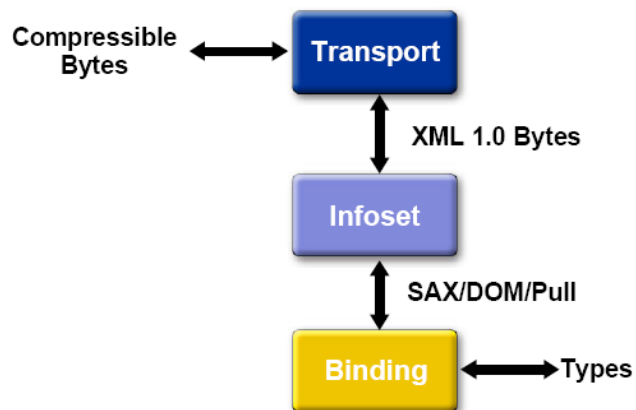 Compressible
Bytes
Transport
XML 1.0 Bytes
Infoset
SAX/DOM/Pull
Binding
Types